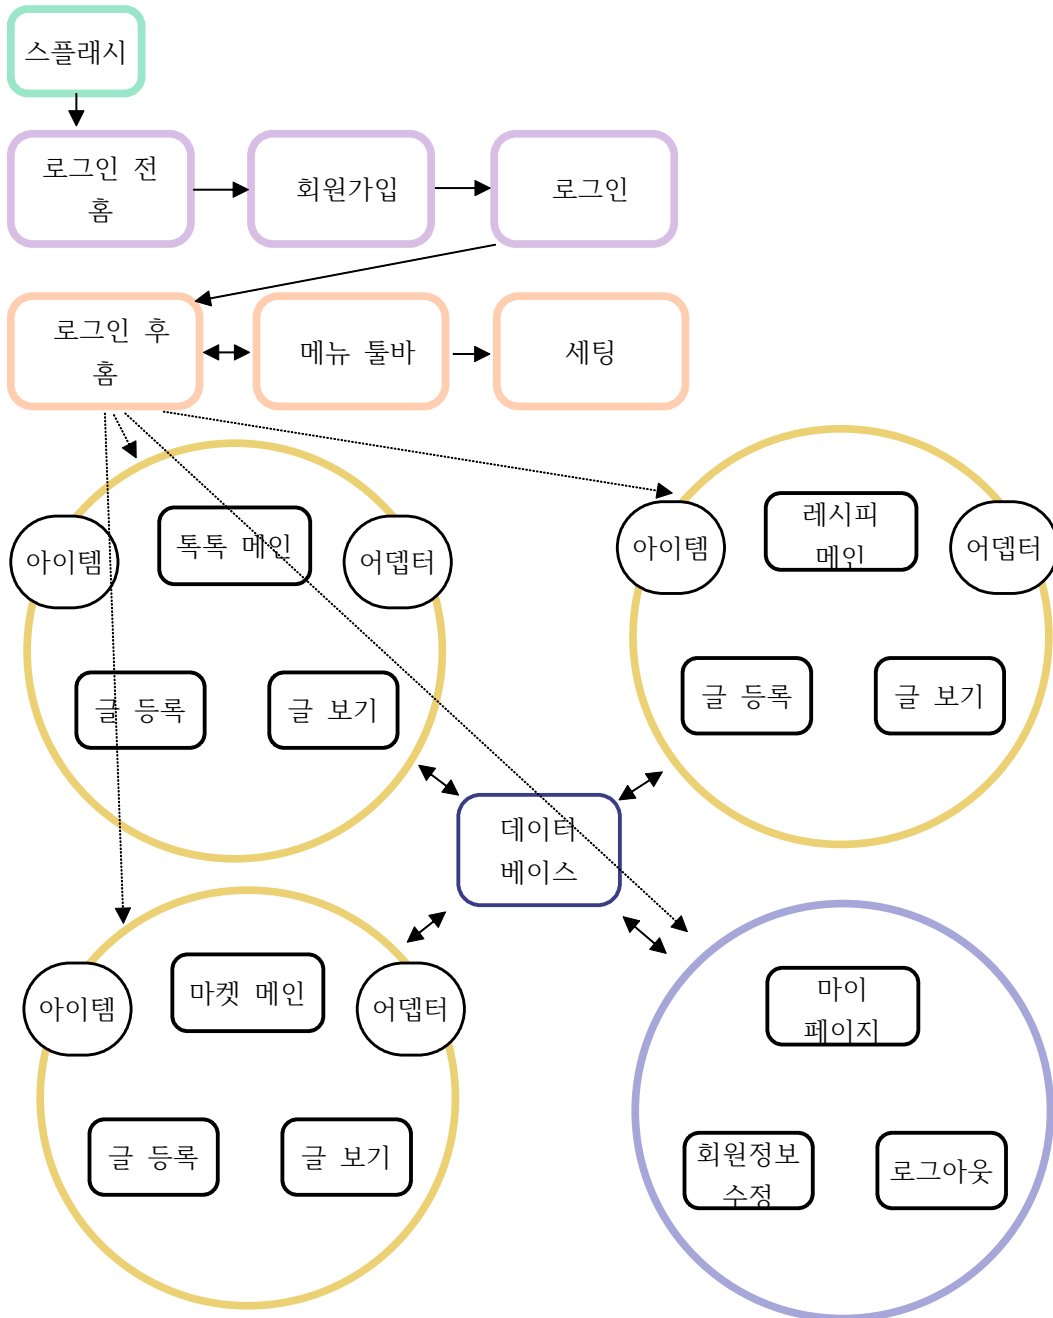 스플래시
로그인 전
홈
회원가입
로그인
로그인 후
홈
메뉴 툴바
세팅
아이템
톡톡 메인
어뎁터
글 등록
글 보기
아이템
레시피
메인
어뎁터
글 등록
글 보기
데이터
베이스
아이템
마켓 메인
어뎁터
글 등록
글 보기
마이
페이지
회원정보
수정
로그아웃